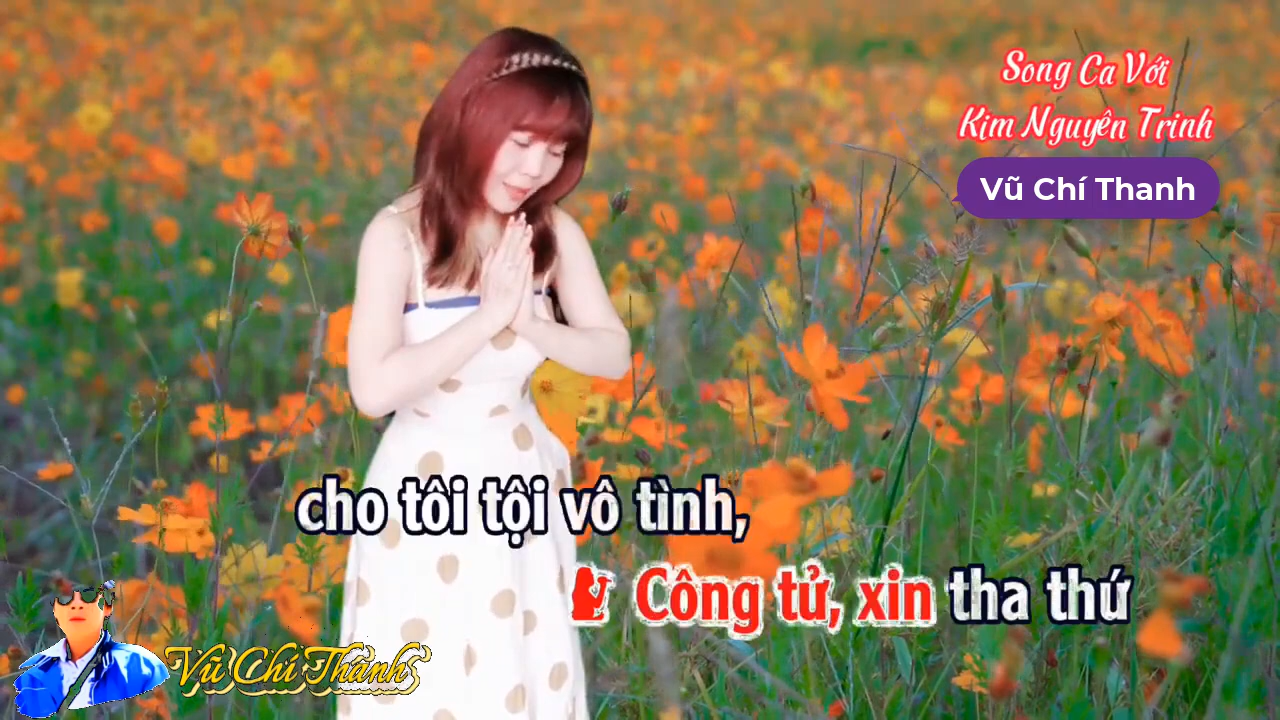 Song Ca Với
Kim Nguyên Trinh
Vũ Chí Thanh
cho tôi tội vô tình,
Công tử, xin tha thứ
Vũ Chí Thanh